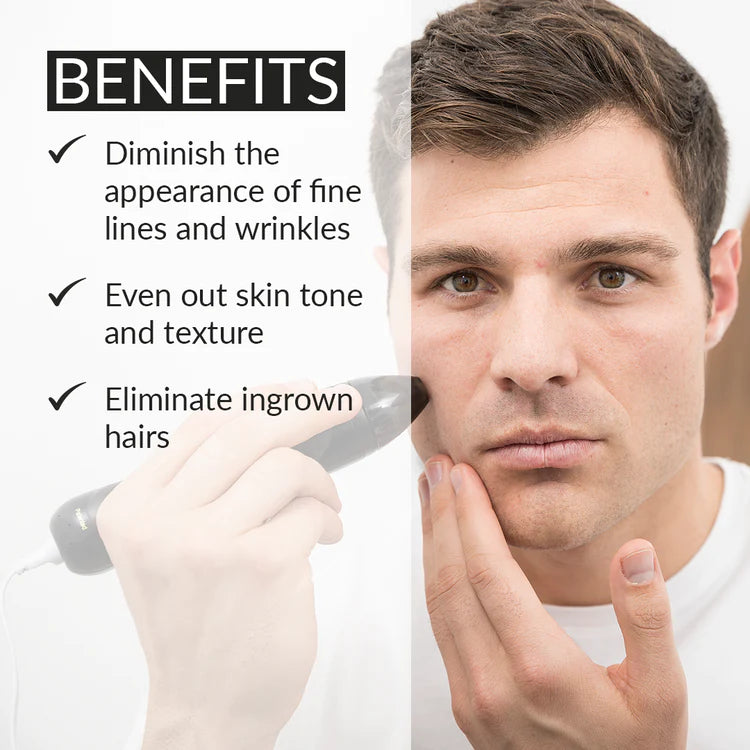 BENEFITS
Diminish the
appearance of fine
lines and wrinkles
Even out skin tone
and texture
Eliminate ingrown
hairs